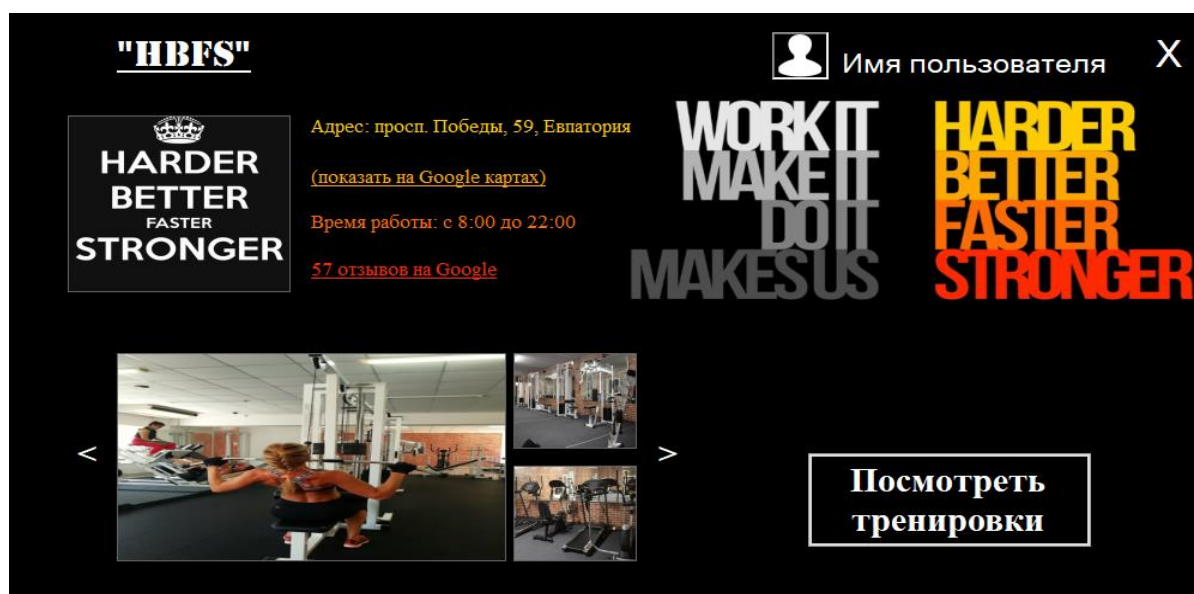 "HBFS"
Имя пользователя
X
HARDER
BETTER
FASTER
STRONGER
Адрес: просп. Победы, 59, Евпатория
(показать на Google картах)
Время работы: с 8:00 до 22:00
57 отзывов на Google
WORK IT
MAKE IT
DO IT
MAKES US
HARDER
BETTER
FASTER
STRONGER
<
>
Посмотреть
тренировки